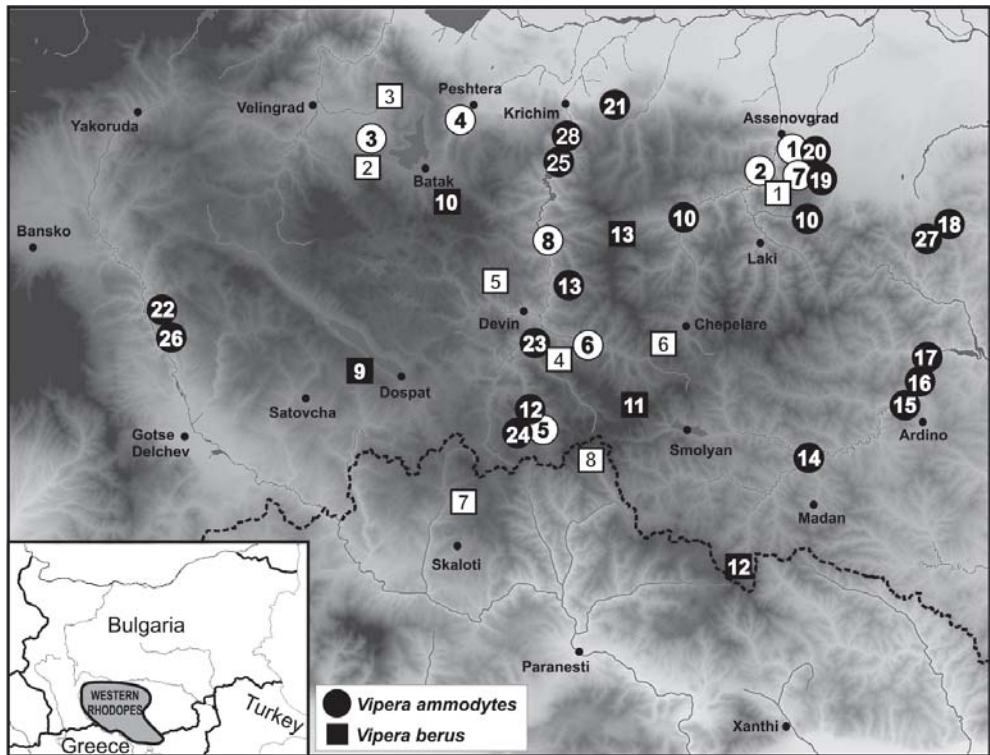 Peshtera
3
Velingrad
Krichim
21
Yakoruda
4
Assenovgrad
3
28
1
20
2
25
2
7
19
Batak
1
10
10
10
18
13
8
27
Bansko
Laki
5
13
22
Devin
Chepelare
26
23
6
6
4
17
9
16
Dospat
12
11
15
Satovcha
24
5
Ardino
Gotse
Delchev
Smolyan
8
14
7
Madan
Skaloti
12
Bulgaria
Paranesti
WESTERN
RHODOPES
Turkey
Greece
Vipera ammodytes
Vipera berus
Xanthi